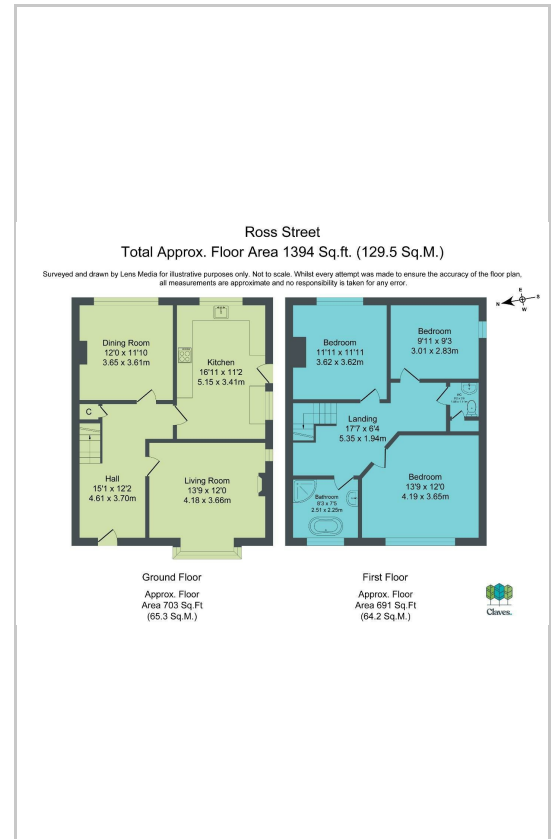 Ross Street
Total Approx. Floor Area 1394 Sq.ft. (129.5 Sq.M.)
Surveyed and drawn by Lens Media for illustrative purposes only. Not to scale. Whilst every attempt was made to ensure the accuracy of the floor plan,
all measurements are approximate and no responsibility is taken for any error.
E
N
S
W
Dining Room
12'0 x 11'10
3.65 x 3.61m
Kitchen
16'11 x 11'2
5.15 x 3.41m
C
Hall
15'1 x 12'2
4.61 x 3.70m
Living Room
13'9 x 12'0
4.18 x 3.66m
Bedroom
11'11 x 11'11
3.62 x 3.62m
Bedroom
9'11 x 9'3
3.01 x 2.83m
Landing
17'7 x 6'4
5.35 x 1.94m
Bathroom
8'3 x 7'5
2.51 x 2.25m
Bedroom
13'9 x 12'0
4.19 x 3.65m
Ground Floor
Approx. Floor
Area 703 Sq.Ft
(65.3 Sq.M.)
First Floor
Approx. Floor
Area 691 Sq.Ft
(64.2 Sq.M.)
Claves.